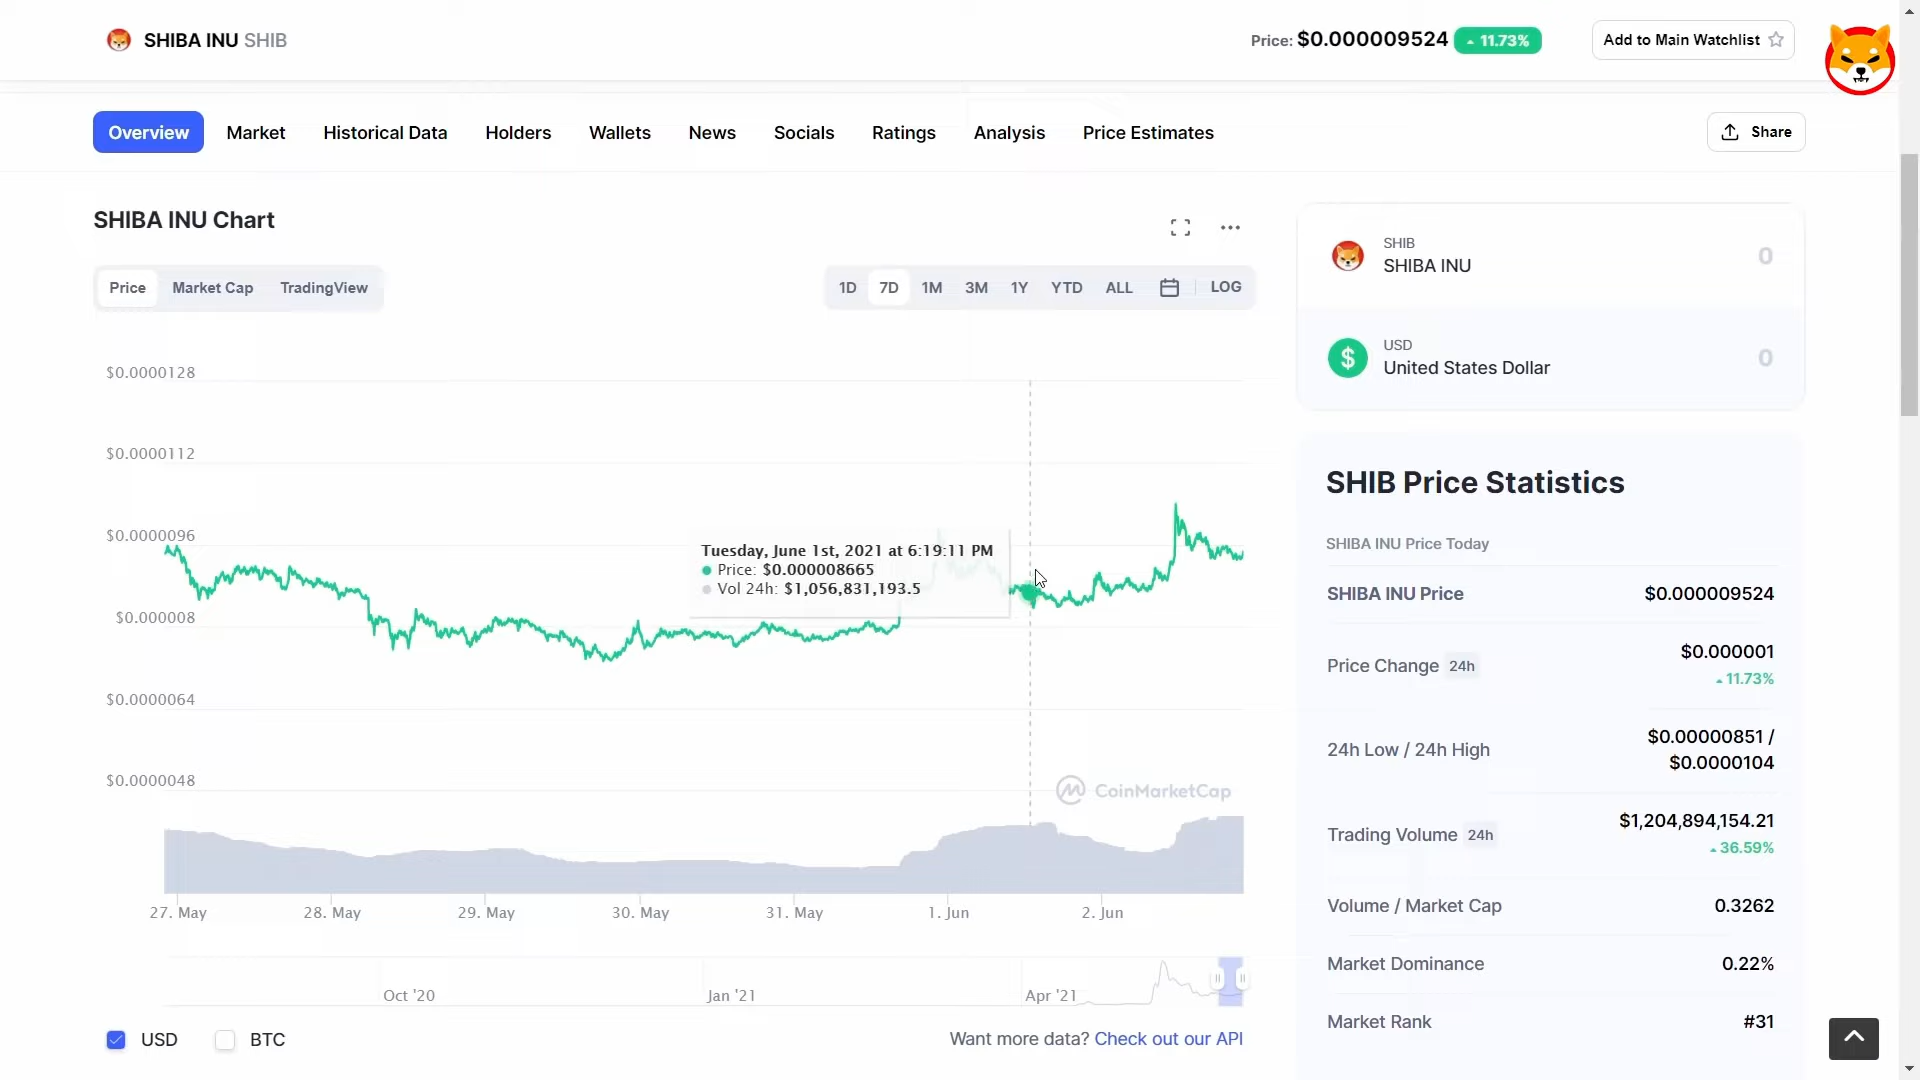 SHIBA INU SHIB
Price: $0.000009524 11.73%
Add to Main Watchlist
Overview Market Historical Data Holders Wallets News Socials Ratings Analysis Price Estimates
Share
SHIBA INU Chart
Price Market Cap TradingView
1D 7D 1M 3M 1Y YTD ALL LOG
$0.0000128
$0.0000112
$0.0000096
$0.000008
$0.0000064
$0.0000048
Tuesday, June 1st, 2021 at 6:19:11 PM
Price: $0.000008665
Vol 24h: $1,056,831,193.5
CoinMarketCap
27. May 28. May 29. May 30. May 31. May 1. Jun 2. Jun
Oct '20 Jan '21 Apr '21
USD BTC
Want more data? Check out our API
SHIB
SHIBA INU
0
USD
United States Dollar
0
SHIB Price Statistics
SHIBA INU Price Today
SHIBA INU Price $0.000009524
Price Change 24h $0.000001
11.73%
24h Low / 24h High $0.00000851 /
$0.0000104
Trading Volume 24h $1,204,894,154.21
36.59%
Volume / Market Cap 0.3262
Market Dominance 0.22%
Market Rank #31